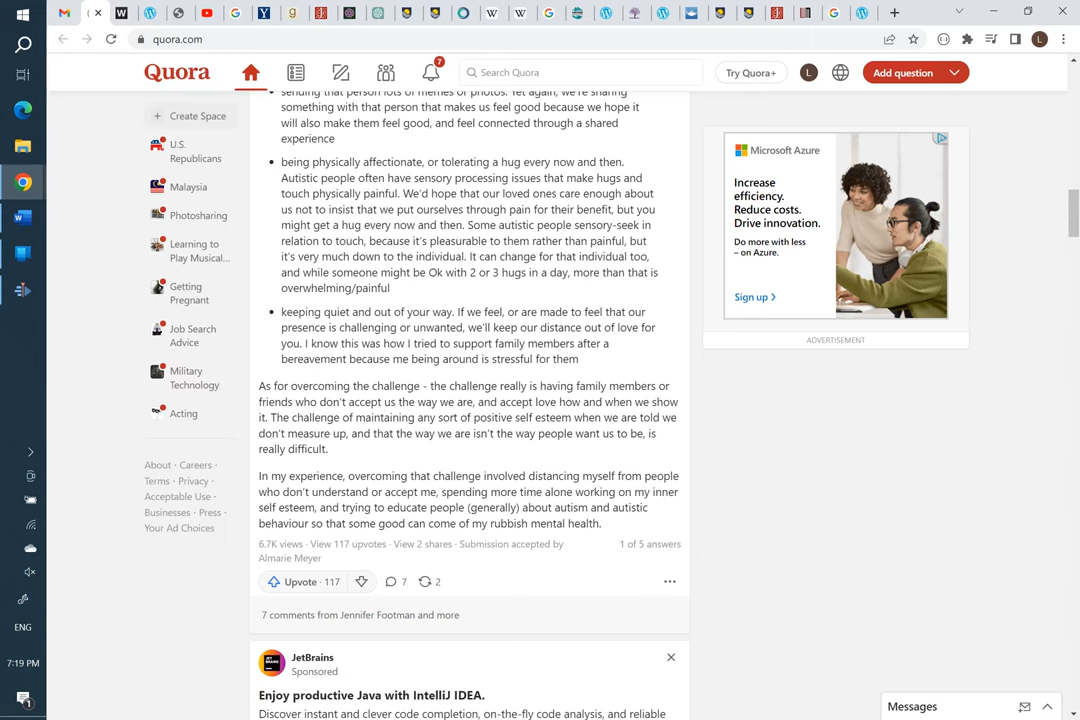 quora.com
Quora
7
Search Quora
Try Quora+
L
Add question
L
+ Create Space
U.S.
Republicans
Malaysia
Photosharing
Learning to
Play Musical...
Getting
Pregnant
Job Search
Advice
Military
Technology
Acting
About · Careers ·
Terms · Privacy ·
Acceptable Use ·
Businesses · Press ·
Your Ad Choices
sending that person lots of memes or photos. Yet again, we're sharing
something with that person that makes us feel good because we hope it
will also make them feel good, and feel connected through a shared
experience
• being physically affectionate, or tolerating a hug every now and then.
Autistic people often have sensory processing issues that make hugs and
touch physically painful. We'd hope that our loved ones care enough about
us not to insist that we put ourselves through pain for their benefit, but you
might get a hug every now and then. Some autistic people sensory-seek in
relation to touch, because it's pleasurable to them rather than painful, but
it's very much down to the individual. It can change for that individual too,
and while someone might be Ok with 2 or 3 hugs in a day, more than that is
overwhelming/painful
• keeping quiet and out of your way. If we feel, or are made to feel that our
presence is challenging or unwanted, we'll keep our distance out of love for
you. I know this was how I tried to support family members after a
bereavement because me being around is stressful for them
As for overcoming the challenge - the challenge really is having family members or
friends who don't accept us the way we are, and accept love how and when we show
it. The challenge of maintaining any sort of positive self esteem when we are told we
don't measure up, and that the way we are isn't the way people want us to be, is
really difficult.
In my experience, overcoming that challenge involved distancing myself from people
who don't understand or accept me, spending more time alone working on my inner
self esteem, and trying to educate people (generally) about autism and autistic
behaviour so that some good can come of my rubbish mental health.
6.7K views · View 117 upvotes · View 2 shares · Submission accepted by
Almarie Meyer
1 of 5 answers
Upvote · 117
7
2
7 comments from Jennifer Footman and more
JET BRAINS
JetBrains
Sponsored
Enjoy productive Java with IntelliJ IDEA.
Discover instant and clever code completion, on-the-fly code analysis, and reliable
Microsoft Azure
Increase
efficiency.
Reduce costs.
Drive innovation.
Do more with less
– on Azure.
Sign up
ADVERTISEMENT
Messages
ENG
7:19 PM
1